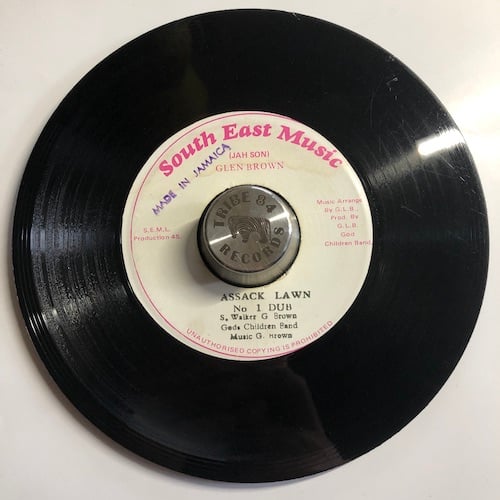 South East Music
(JAH SON)
GLEN BROWN
MADE IN JAMAICA
S.E.M.L.
Production 45.
Music Arrange
By G.L.B.,
Prod. By
G.L.B.
God
Children Band.
TRIBE 84
RECORDS
ASSACK LAWN
No 1 DUB
S. Walker G Brown
Gods Children Band
Music G. Brown
UNAUTHORISED COPYING IS PROHIBITED